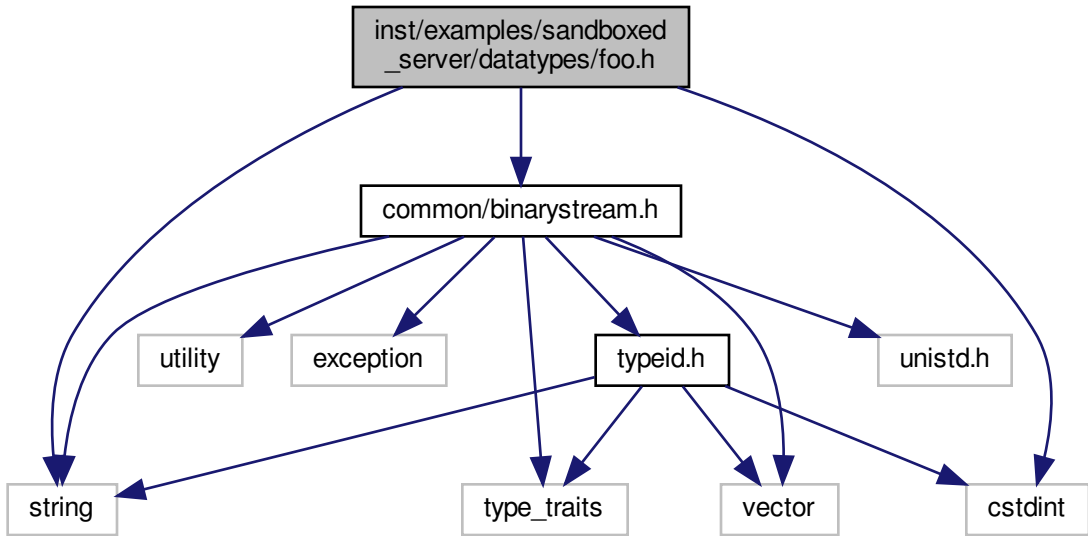 inst/examples/sandboxed
_server/datatypes/foo.h
common/binarystream.h
utility
exception
typeid.h
unistd.h
string
type_traits
vector
cstdint